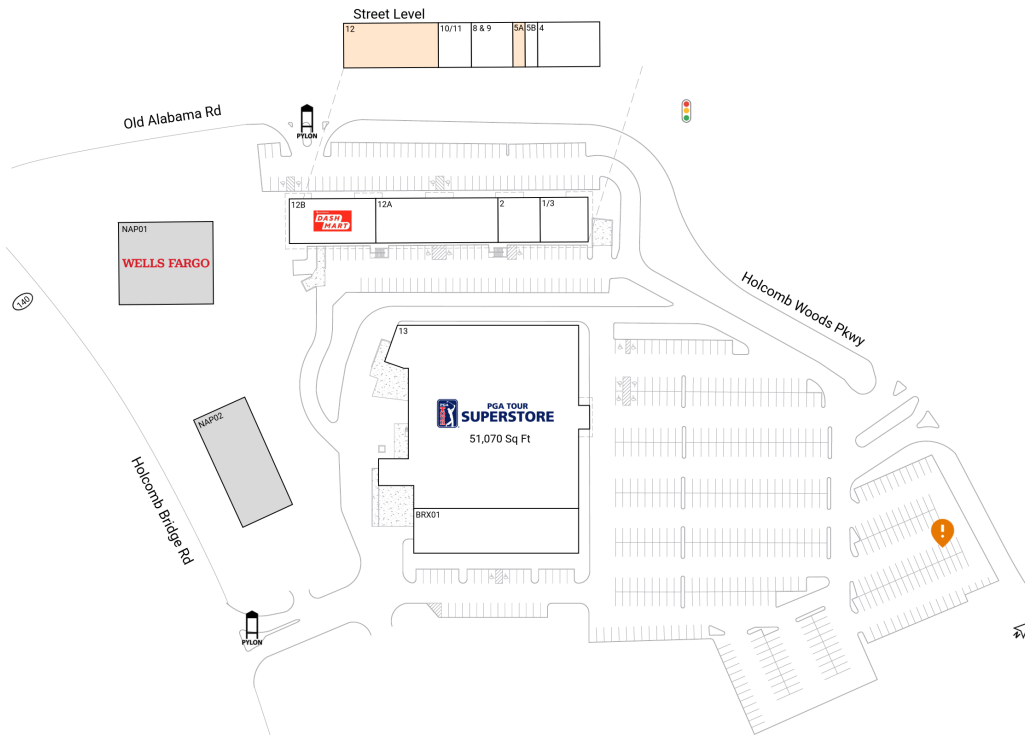 Street Level
12
10/11
8 & 9
5A
5B
4
Old Alabama Rd
PYLON
12B
DASH
MART
12A
2
1/3
NAP01
WELLS FARGO
140
Holcomb Woods Pkwy
13
PGA TOUR
SUPERSTORE
51,070 Sq Ft
NAP02
Holcomb Bridge Rd
BRX01
!
PYLON
N